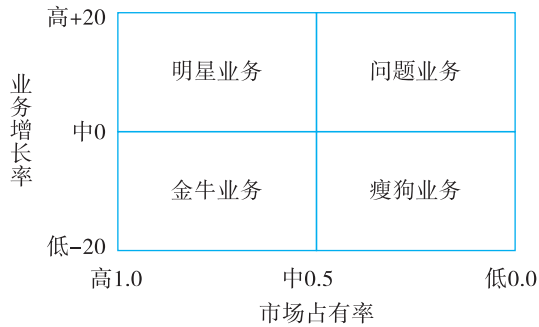 高+20
明星业务
问题业务
业务增长率
中0
金牛业务
瘦狗业务
低-20
高1.0
中0.5
低0.0
市场占有率